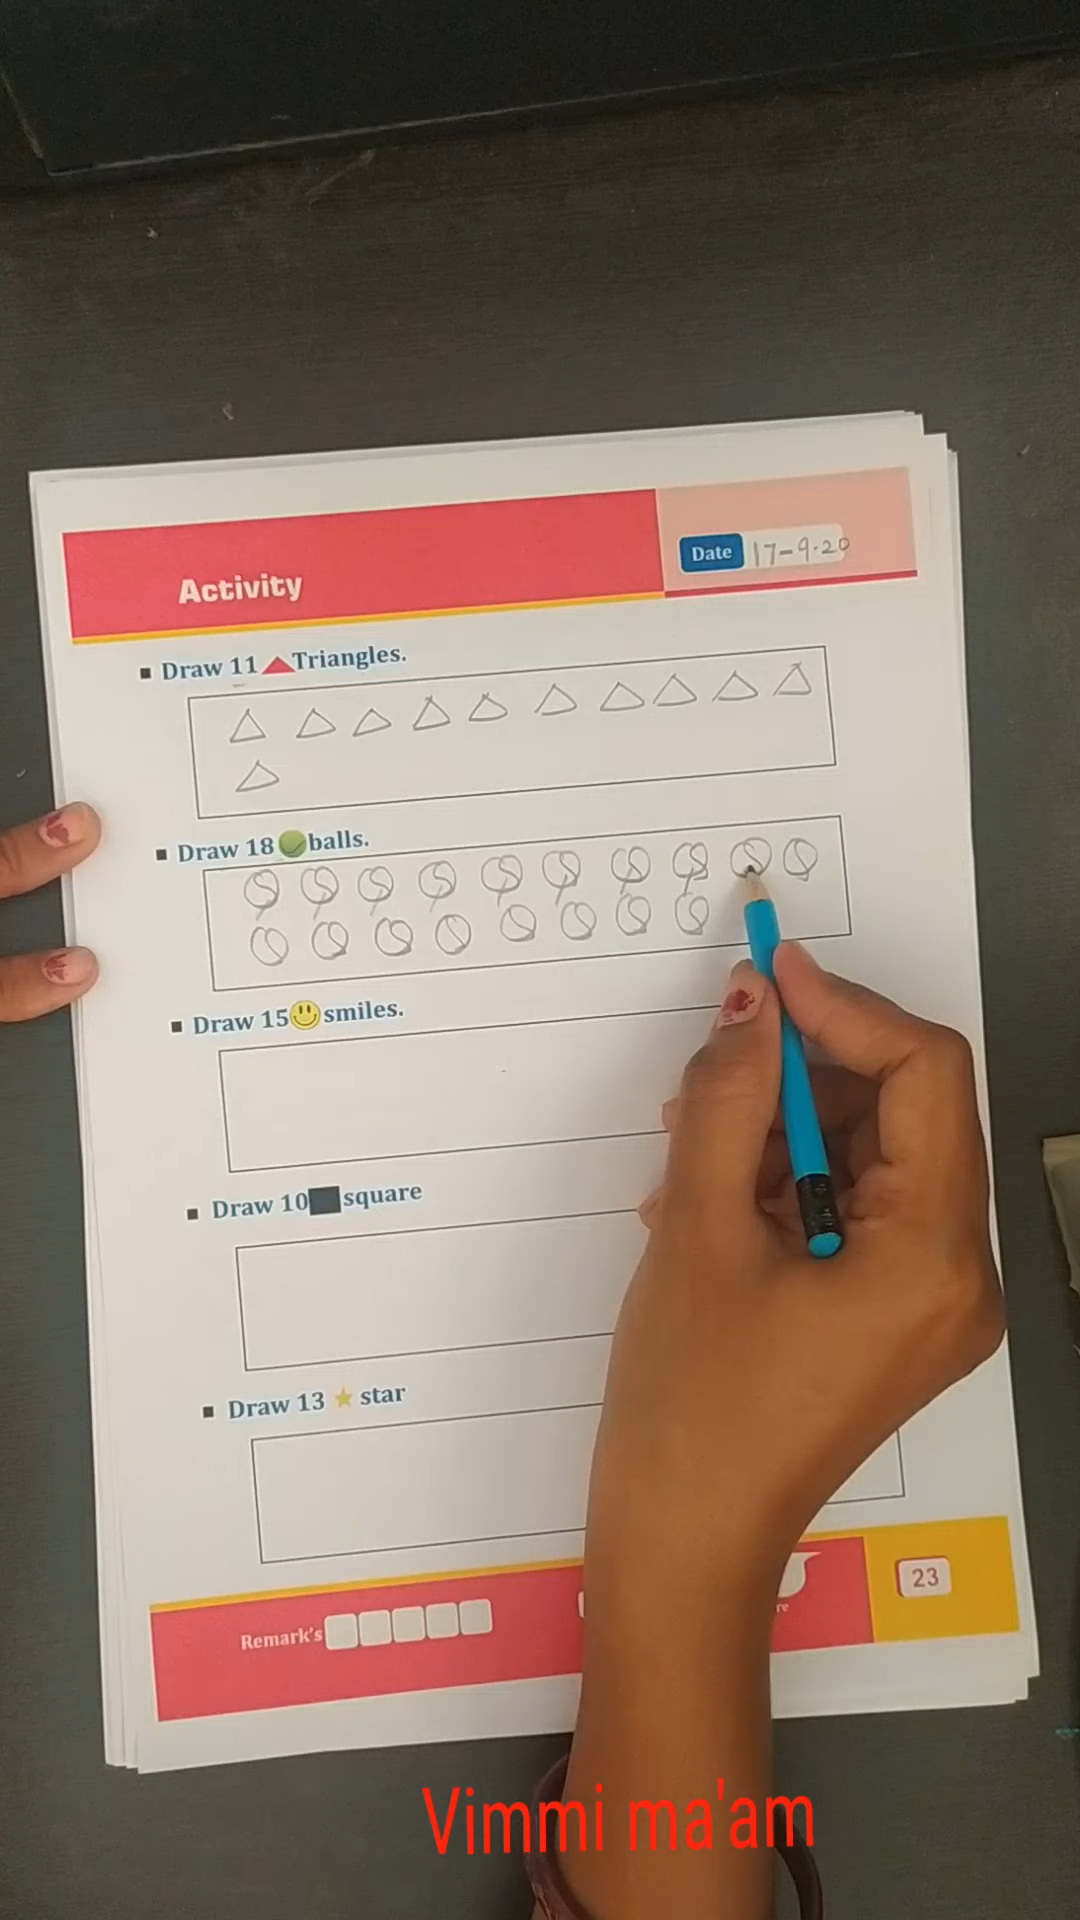 Activity
Date 17-9.20
Draw 11 Triangles.
Draw 18 balls.
Draw 15 smiles.
Draw 10 square
Draw 13 star
Remark's
re
23
Vimmi ma'am